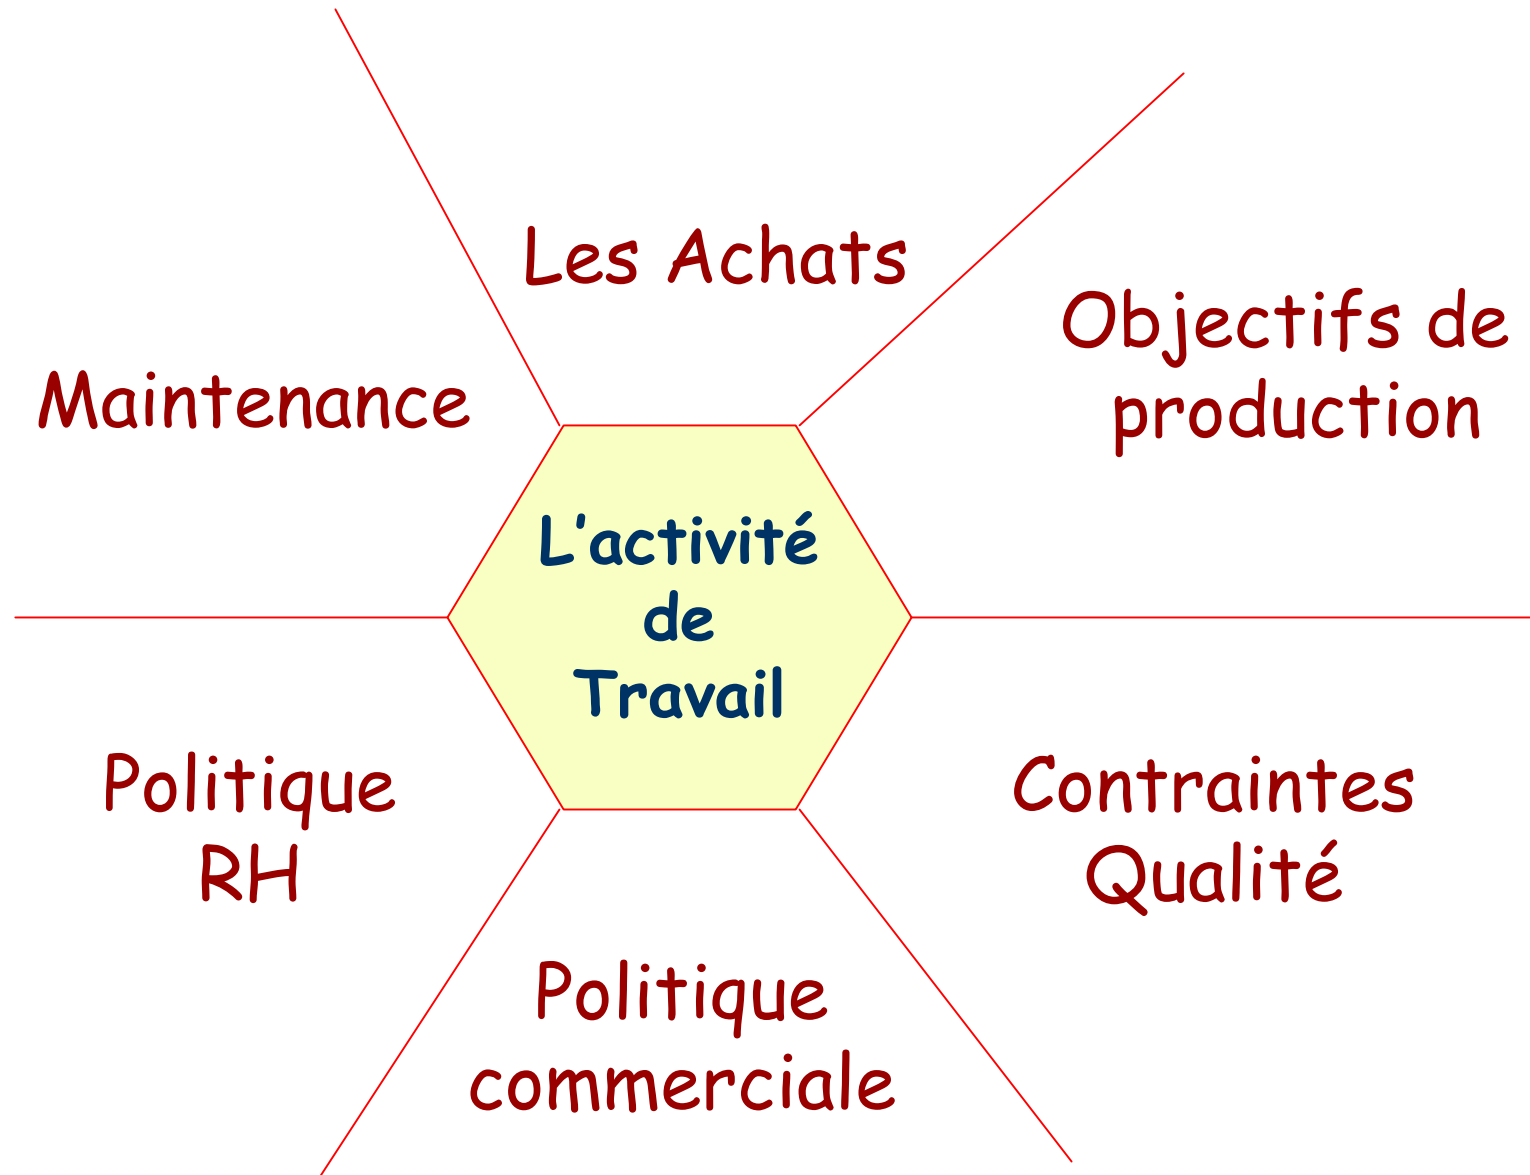 Les Achats
Objectifs de
production
Maintenance
L'activité
de
Travail
Politique
RH
Contraintes
Qualité
Politique
commerciale